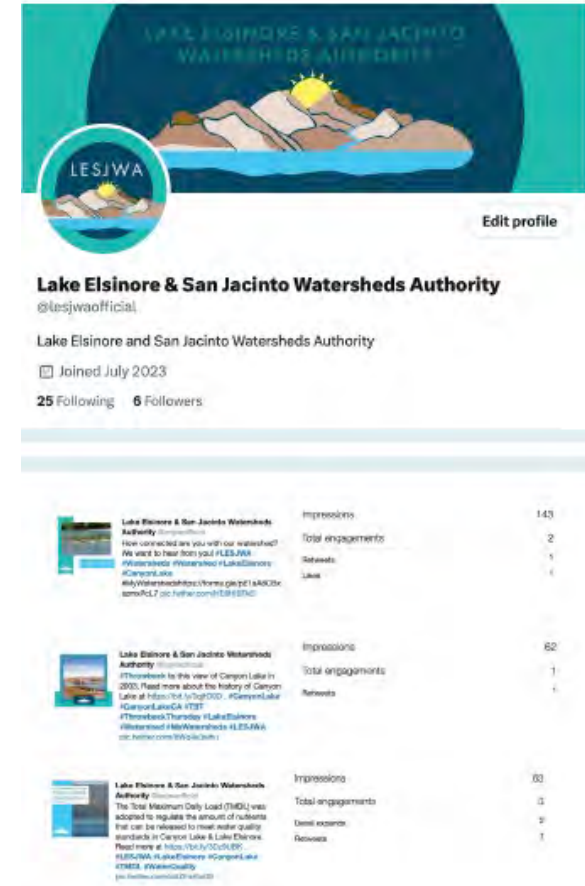 LAKE ELSINORE & SAN JACINTO
WATERSHEDS AUTHORITY
LESJWA
Edit profile
Lake Elsinore & San Jacinto Watersheds Authority
@lesjwaofficial
Lake Elsinore and San Jacinto Watersheds Authority
Joined July 2023
25 Following 6 Followers
Lake Elsinore & San Jacinto Watersheds
Authority
How connected are you with our watershed?
We want to hear from you! #LESJWA
#Watersheds #Watershed #LakeElsinore
#CanyonLake
Impressions 143
Total engagements 2
Retweets 1
Likes 1
Lake Elsinore & San Jacinto Watersheds
Authority
#Throwback to this view of Canyon Lake in
2003. Read more about the history of Canyon
Lake at #CanyonLake
#CanyonLakeCA #TBT
#ThrowbackThursday #LakeElsinore
#Watershed #MyWatersheds #LESJWA
Impressions 62
Total engagements 1
Retweets 1
Lake Elsinore & San Jacinto Watersheds
Authority
The Total Maximum Daily Load (TMDL) was
adopted to regulate the amount of nutrients
that can be released to meet water quality
standards in Canyon Lake & Lake Elsinore.
Read more at
#LESJWA #LakeElsinore #CanyonLake
#TMDL #WaterQuality
Impressions 63
Total engagements 3
Detail expands 2
Retweets 1